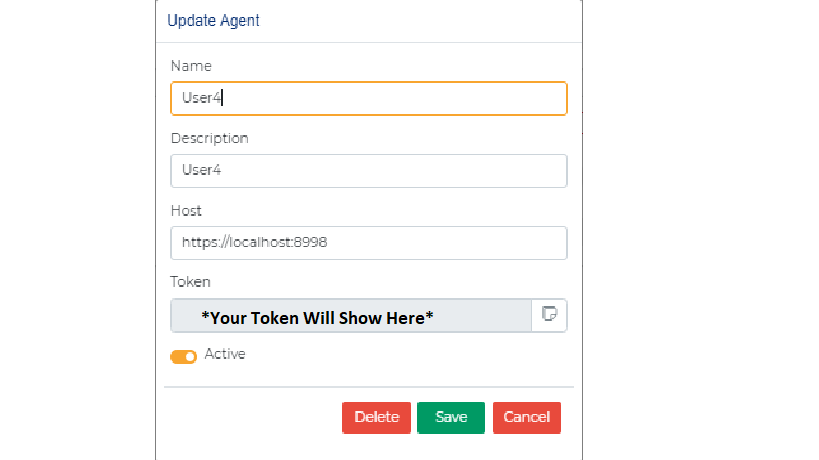 Update Agent
Name
User4
Description
User4
Host
https://localhost:8998
Token
*Your Token Will Show Here*
Active
Delete Save Cancel